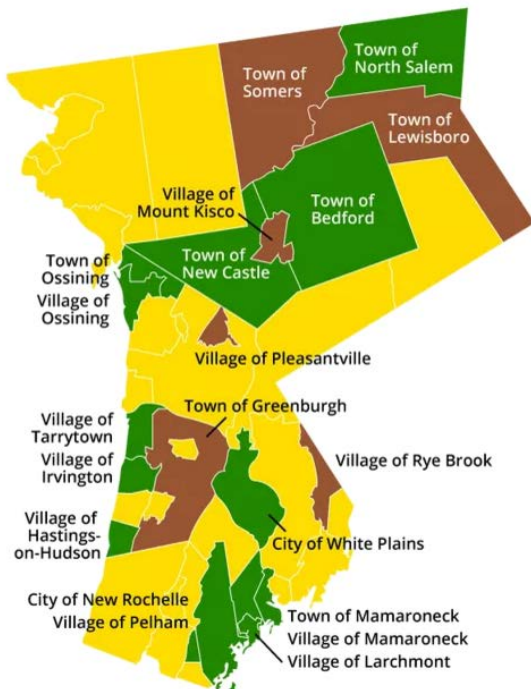 Town of
North Salem
Town of
Somers
Town of
Lewisboro
Village of
Mount Kisco
Town of
Bedford
Town of
New Castle
Town of
Ossining
Village of
Ossining
Village of Pleasantville
Town of Greenburgh
Village of
Tarrytown
Village of
Irvington
Village of Rye Brook
Village of
Hastings-
on-Hudson
City of White Plains
City of New Rochelle
Village of Pelham
Town of Mamaroneck
Village of Mamaroneck
Village of Larchmont